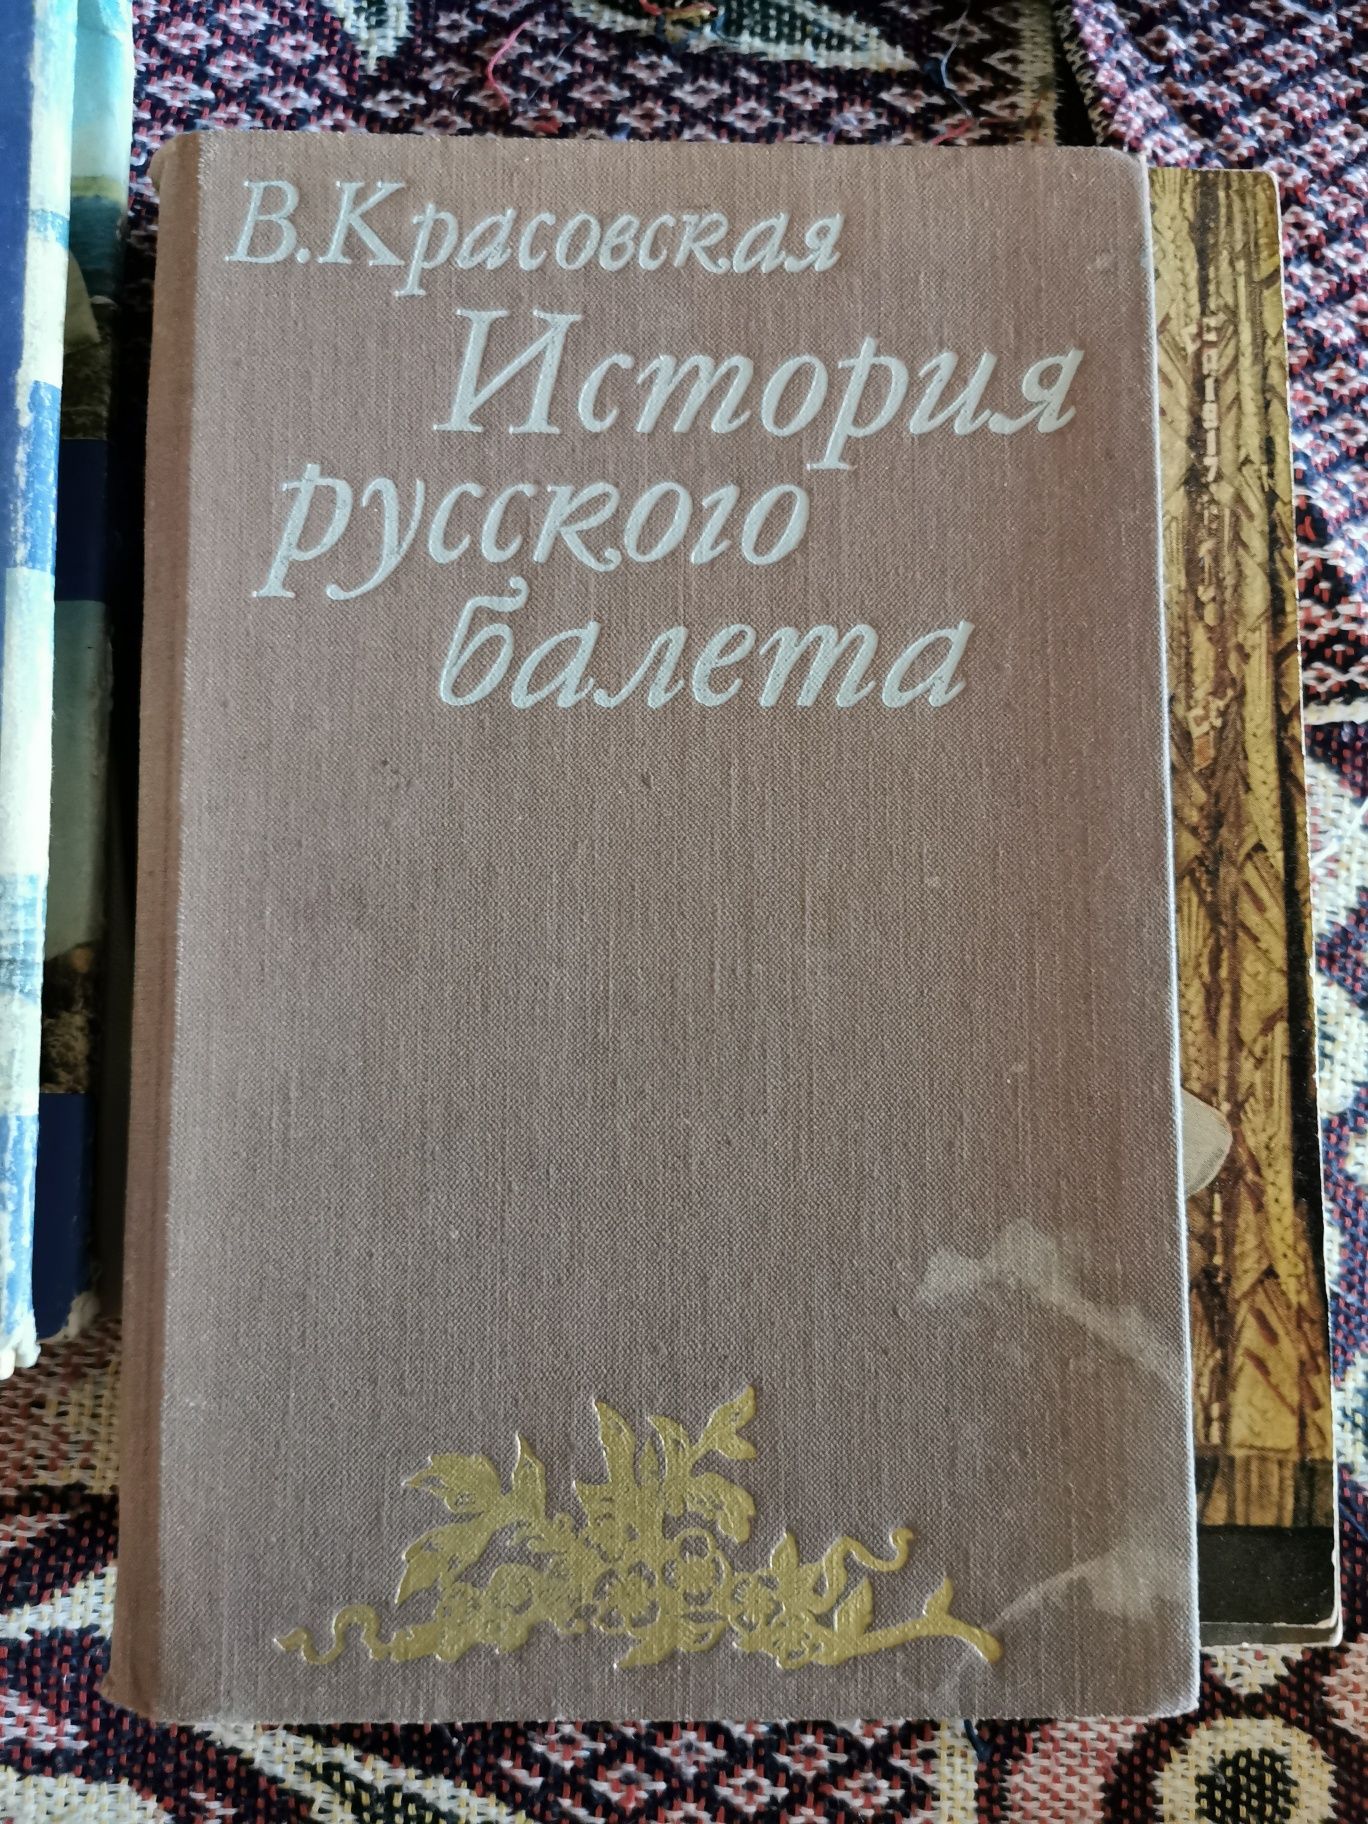 В. Красовская
История
русского
балета